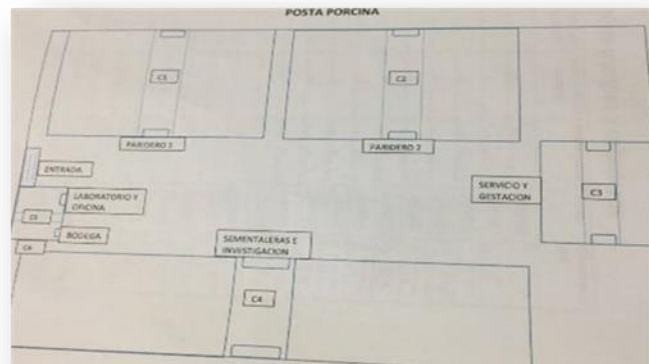 POSTA PORCINA
C1
C2
PARIDERO 1
PARIDERO 2
ENTRADA
LABORATORIO Y
OFICINA
SERVICIO Y
GESTACION
C3
C5
BODEGA
C6
SEMENTALERAS E
INVESTIGACION
C4